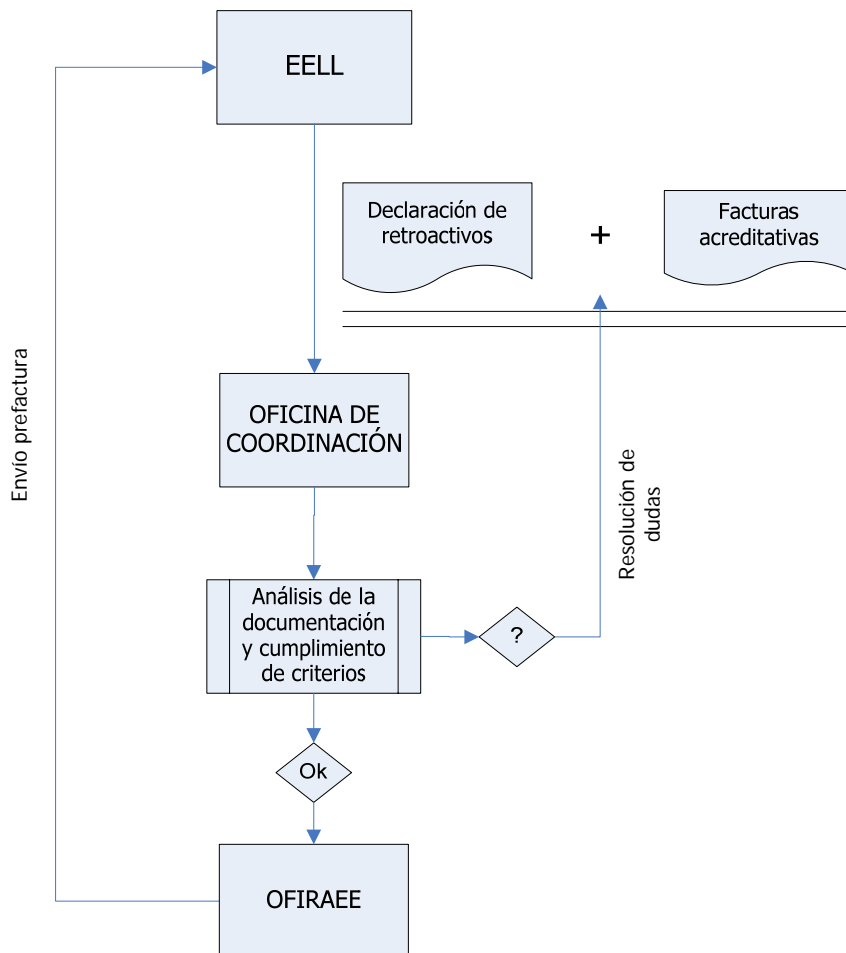 EELL
Declaración de
retroactivos
+
Facturas
acreditativas
Envío prefactura
OFICINA DE
COORDINACIÓN
Resolución de
dudas
Análisis de la
documentación
y cumplimiento
de criterios
?
Ok
OFIRAEE